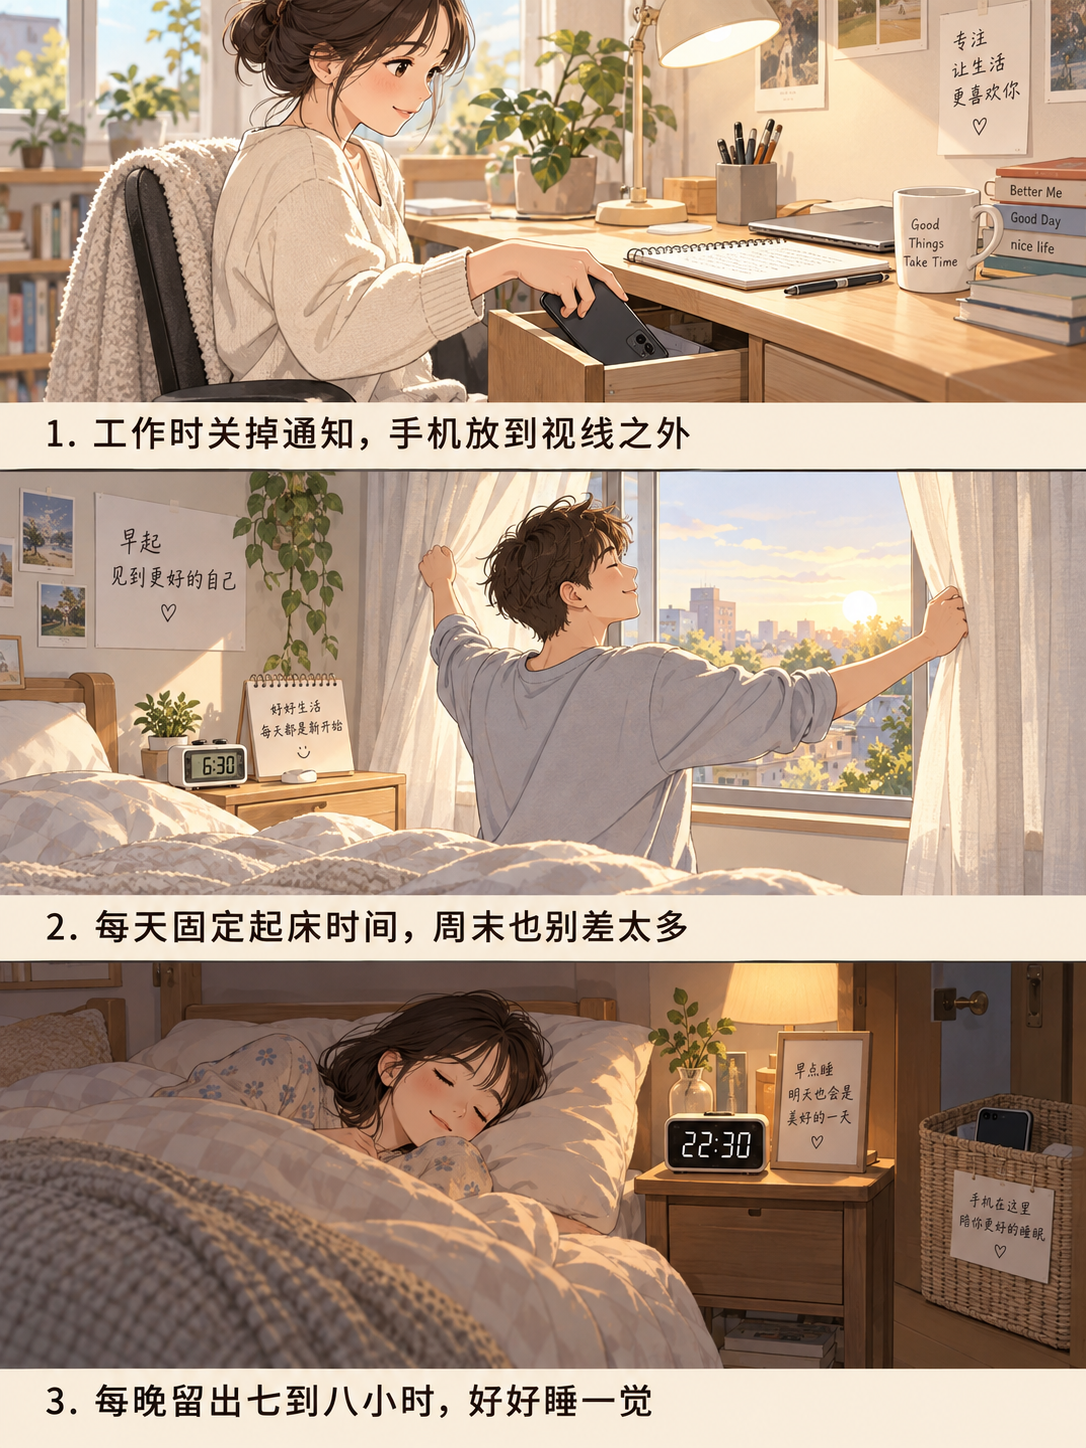 专注
让生活
更喜欢你
♡
Good
Things
Take Time
Better Me
Good Day
nice life
1. 工作时关掉通知，手机放到视线之外
早起
见到更好的自己
♡
好好生活
每天都是新开始
6:30
2. 每天固定起床时间，周末也别差太多
早点睡
明天也会是
美好的一天
♡
22:30
手机在这里
陪你更好的睡眠
♡
3. 每晚留出七到八小时，好好睡一觉